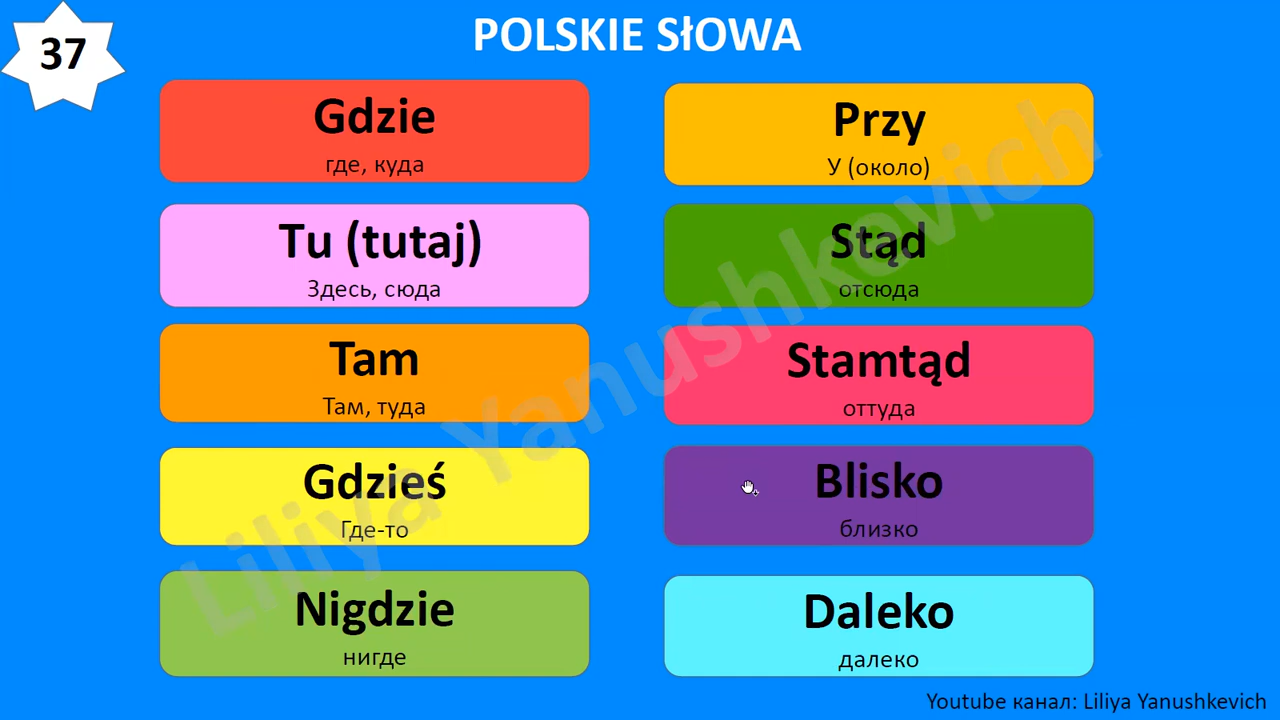 37
POLSKIE SŁOWA
Gdzie
где, куда
Tu (tutaj)
Здесь, сюда
Tam
Там, туда
Gdzieś
Где-то
Nigdzie
нигде
Przy
У (около)
Stąd
отсюда
Stamtąd
оттуда
Blisko
близко
Daleko
далеко
Liliya Yanushkevich
Youtube канал: Liliya Yanushkevich